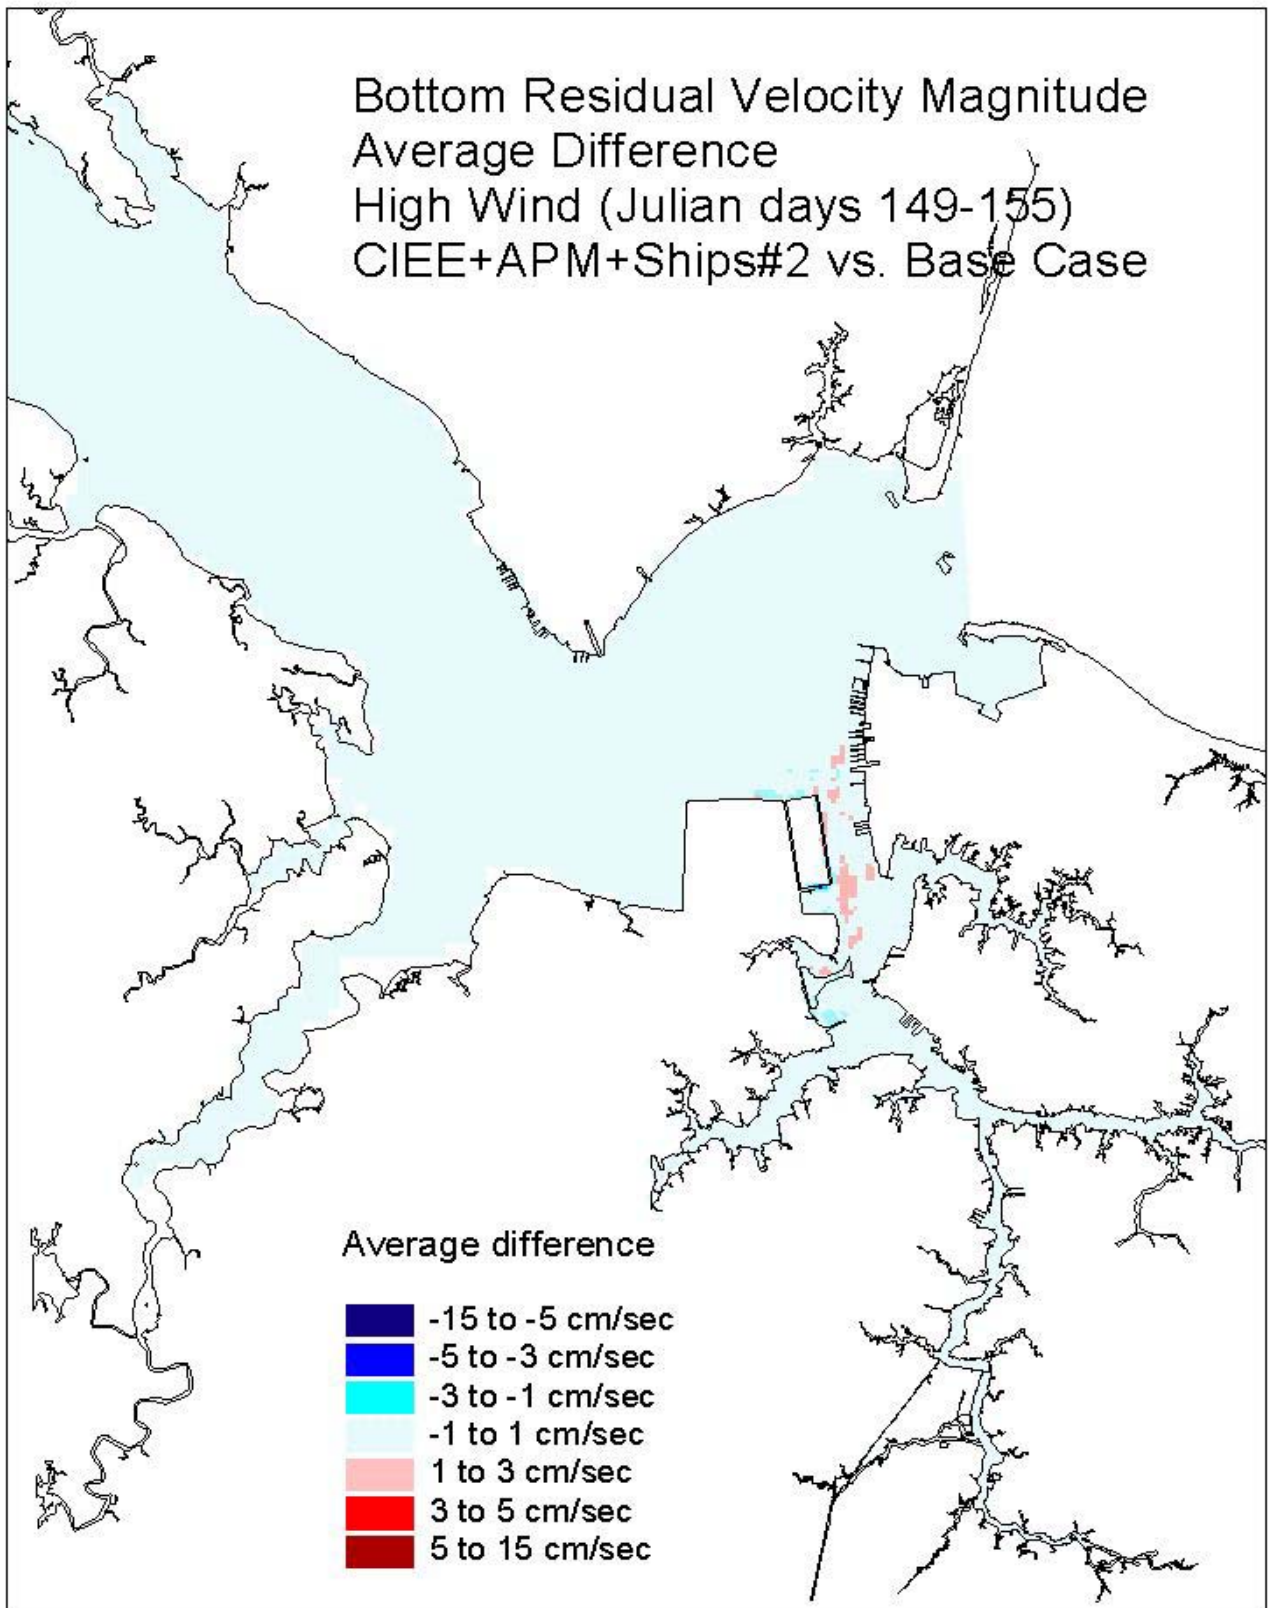 Bottom Residual Velocity Magnitude
Average Difference
High Wind (Julian days 149-155)
CIEE+APM+Ships#2 vs. Base Case
Average difference
-15 to -5 cm/sec
-5 to -3 cm/sec
-3 to -1 cm/sec
-1 to 1 cm/sec
1 to 3 cm/sec
3 to 5 cm/sec
5 to 15 cm/sec